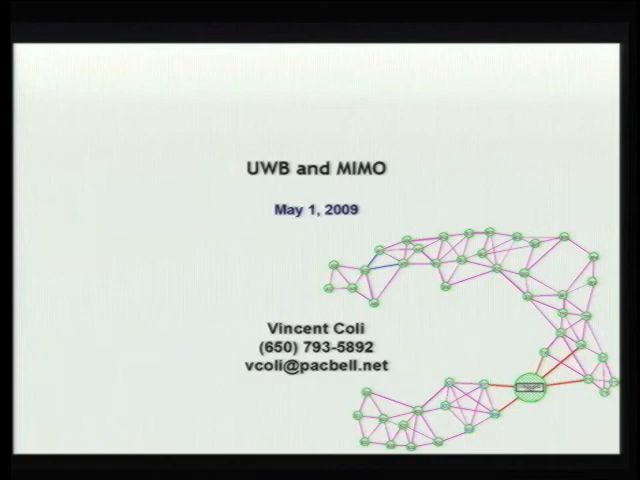 UWB and MIMO
May 1, 2009
Vincent Coli
(650) 793-5892
vcoli@pacbell.net